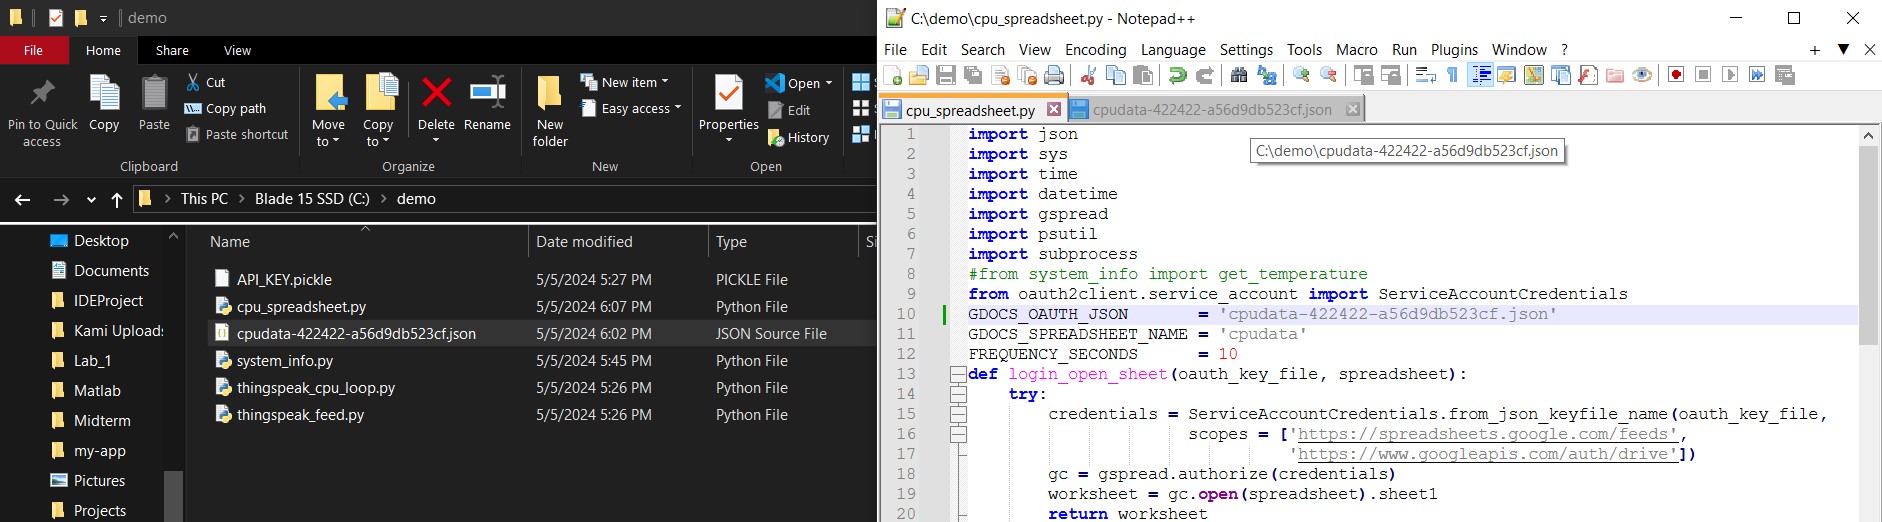 demo
File Home Share View
Pin to Quick access
Copy
Paste
Cut
Copy path
Paste shortcut
Clipboard
Move to
Copy to
Delete
Rename
Organize
New folder
New item
Easy access
New
Properties
Open
Edit
History
Open
S
S
This PC > Blade 15 SSD (C:) > demo
Desktop
Documents
IDEProject
Kami Uploads
Lab_1
Matlab
Midterm
my-app
Pictures
Projects
Name Date modified Type Si
API_KEY.pickle 5/5/2024 5:27 PM PICKLE File
cpu_spreadsheet.py 5/5/2024 6:07 PM Python File
cpudata-422422-a56d9db523cf.json 5/5/2024 6:02 PM JSON Source File
system_info.py 5/5/2024 5:45 PM Python File
thingspeak_cpu_loop.py 5/5/2024 5:26 PM Python File
thingspeak_feed.py 5/5/2024 5:26 PM Python File
C:\demo\cpu_spreadsheet.py - Notepad++
File Edit Search View Encoding Language Settings Tools Macro Run Plugins Window ?
cpu_spreadsheet.py cpudata-422422-a56d9db523cf.json
C:\demo\cpudata-422422-a56d9db523cf.json
1 import json
2 import sys
3 import time
4 import datetime
5 import gspread
6 import psutil
7 import subprocess
8 #from system_info import get_temperature
9 from oauth2client.service_account import ServiceAccountCredentials
10 GDOCS_OAUTH_JSON = 'cpudata-422422-a56d9db523cf.json'
11 GDOCS_SPREADSHEET_NAME = 'cpudata'
12 FREQUENCY_SECONDS = 10
13 def login_open_sheet(oauth_key_file, spreadsheet):
14 try:
15 credentials = ServiceAccountCredentials.from_json_keyfile_name(oauth_key_file,
16 scopes = ['https://spreadsheets.google.com/feeds',
17 'https://www.googleapis.com/auth/drive'])
18 gc = gspread.authorize(credentials)
19 worksheet = gc.open(spreadsheet).sheet1
20 return worksheet